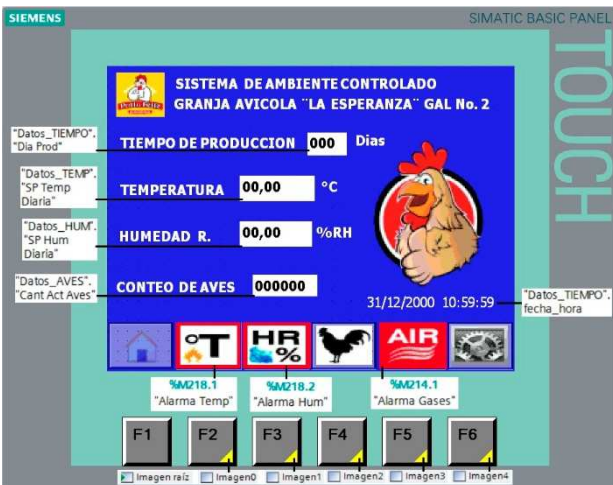 SIEMENS
SIMATIC BASIC PANEL
TOUCH
SISTEMA DE AMBIENTE CONTROLADO
GRANJA AVICOLA ¨LA ESPERANZA¨ GAL No. 2
"Datos_TIEMPO".
"Dia Prod"
TIEMPO DE PRODUCCION 000 Dias
"Datos_TEMP".
"SP Temp
Diaria"
TEMPERATURA 00,00 °C
"Datos_HUM".
"SP Hum
Diaria"
HUMEDAD R. 00,00 %RH
"Datos_AVES".
"Cant Act Aves"
CONTEO DE AVES 000000
31/12/2000 10:59:59
"Datos_TIEMPO".
fecha_hora
°T
HR
%
AIR
%M218.1
"Alarma Temp"
%M218.2
"Alarma Hum"
%M214.1
"Alarma Gases"
F1 F2 F3 F4 F5 F6
Imagen raíz Imagen0 Imagen1 Imagen2 Imagen3 Imagen4